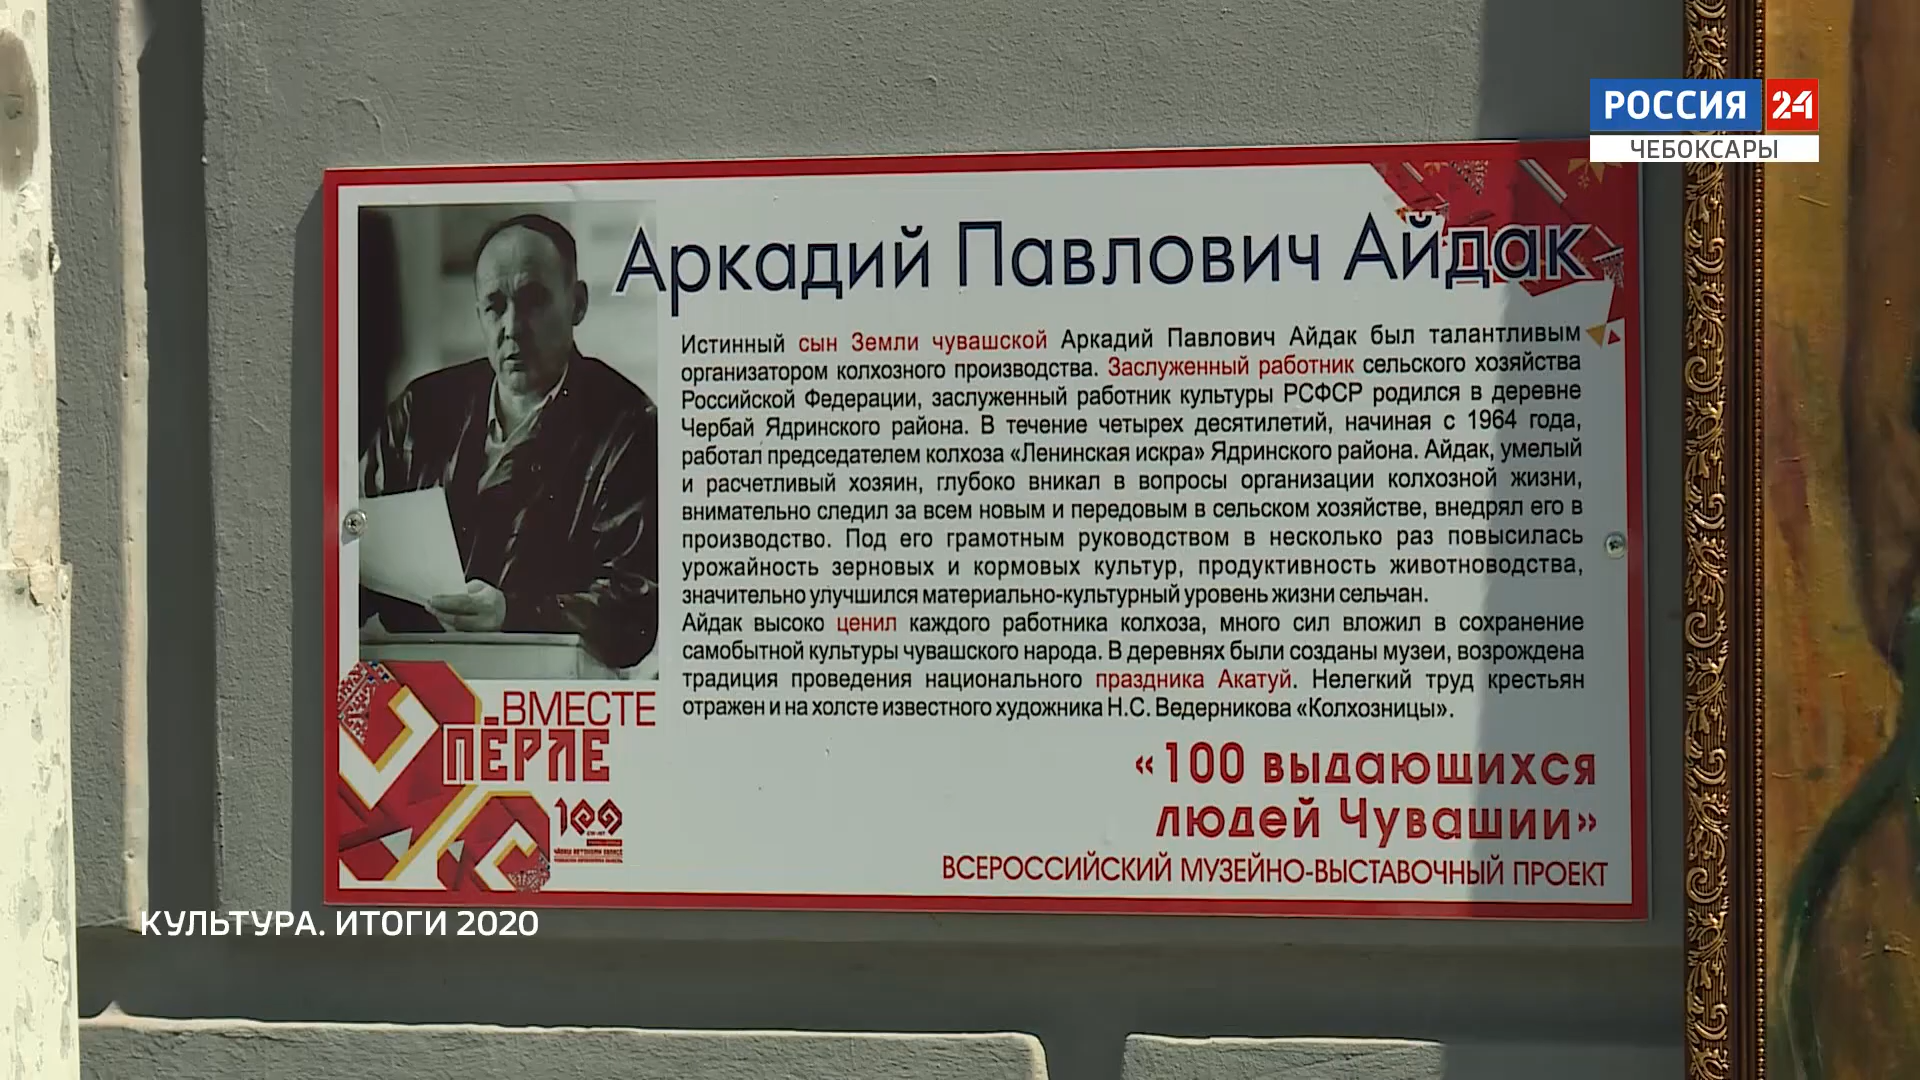 РОССИЯ 24
ЧЕБОКСАРЫ
Аркадий Павлович Айдак
Истинный сын Земли чувашской Аркадий Павлович Айдак был талантливым
организатором колхозного производства. Заслуженный работник сельского хозяйства
Российской Федерации, заслуженный работник культуры РСФСР родился в деревне
Чербай Ядринского района. В течение четырех десятилетий, начиная с 1964 года,
работал председателем колхоза «Ленинская искра» Ядринского района. Айдак, умелый
и расчетливый хозяин, глубоко вникал в вопросы организации колхозной жизни,
внимательно следил за всем новым и передовым в сельском хозяйстве, внедрял его в
производство. Под его грамотным руководством в несколько раз повысилась
урожайность зерновых и кормовых культур, продуктивность животноводства,
значительно улучшился материально-культурный уровень жизни сельчан.
Айдак высоко ценил каждого работника колхоза, много сил вложил в сохранение
самобытной культуры чувашского народа. В деревнях были созданы музеи, возрождена
традиция проведения национального праздника Акатуй. Нелегкий труд крестьян
отражен и на холсте известного художника Н.С. Ведерникова «Колхозницы».
ВМЕСТЕ
ПĔРЛЕ
100
«100 выдающихся
людей Чувашии»
ВСЕРОССИЙСКИЙ МУЗЕЙНО-ВЫСТАВОЧНЫЙ ПРОЕКТ
КУЛЬТУРА. ИТОГИ 2020